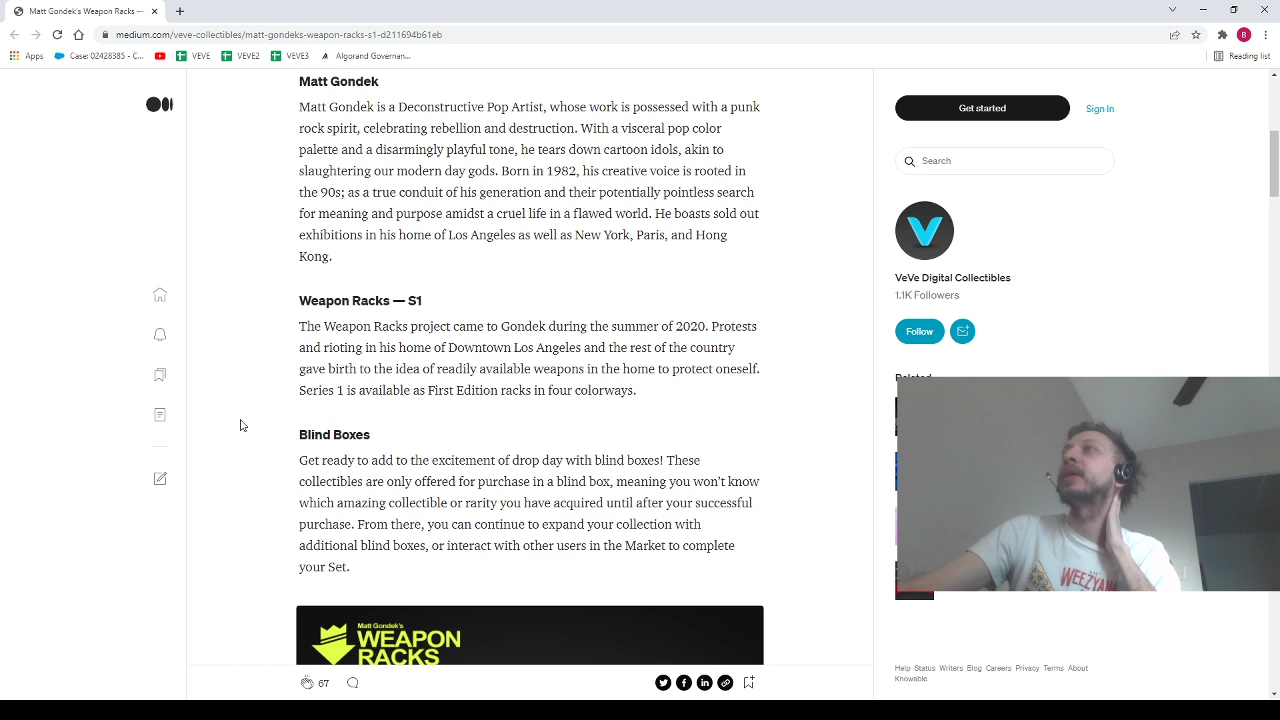 Matt Gondek's Weapon Racks —
medium.com/veve-collectibles/matt-gondeks-weapon-racks-s1-d211694b61eb
B
Apps
Case: 02428385 - C...
VEVE
VEVE2
VEVE3
Algorand Governan...
Reading list
Matt Gondek
Matt Gondek is a Deconstructive Pop Artist, whose work is possessed with a punk
rock spirit, celebrating rebellion and destruction. With a visceral pop color
palette and a disarmingly playful tone, he tears down cartoon idols, akin to
slaughtering our modern day gods. Born in 1982, his creative voice is rooted in
the 90s; as a true conduit of his generation and their potentially pointless search
for meaning and purpose amidst a cruel life in a flawed world. He boasts sold out
exhibitions in his home of Los Angeles as well as New York, Paris, and Hong
Kong.
Weapon Racks — S1
The Weapon Racks project came to Gondek during the summer of 2020. Protests
and rioting in his home of Downtown Los Angeles and the rest of the country
gave birth to the idea of readily available weapons in the home to protect oneself.
Series 1 is available as First Edition racks in four colorways.
Blind Boxes
Get ready to add to the excitement of drop day with blind boxes! These
collectibles are only offered for purchase in a blind box, meaning you won't know
which amazing collectible or rarity you have acquired until after your successful
purchase. From there, you can continue to expand your collection with
additional blind boxes, or interact with other users in the Market to complete
your Set.
Matt Gondek's
WEAPON
RACKS
67
Get started
Sign In
Search
VeVe Digital Collectibles
1.1K Followers
Follow
Related
WEEZYANA
Help Status Writers Blog Careers Privacy Terms About
Knowable